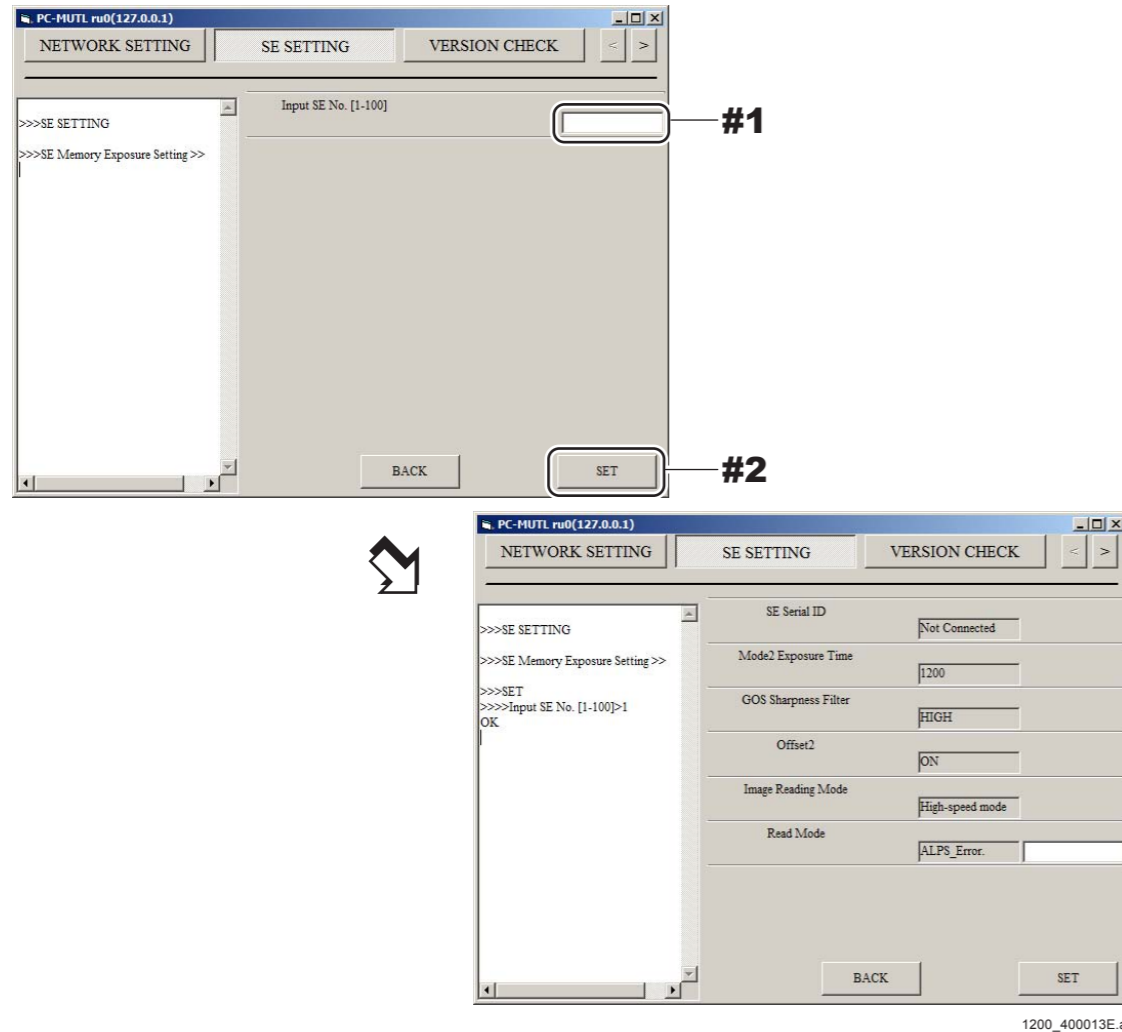 PC-MUTL ru0(127.0.0.1)
NETWORK SETTING SE SETTING VERSION CHECK < >
Input SE No. [1-100]
#1
>>>SE SETTING
>>>SE Memory Exposure Setting >>
BACK SET
#2
PC-MUTL ru0(127.0.0.1)
NETWORK SETTING SE SETTING VERSION CHECK < >
>>>SE SETTING
>>>SE Memory Exposure Setting >>
>>>SET
>>>>Input SE No. [1-100]>1
OK
SE Serial ID
Not Connected
Mode2 Exposure Time
1200
GOS Sharpness Filter
HIGH
Offset2
ON
Image Reading Mode
High-speed mode
Read Mode
ALPS_Error.
BACK SET
1200_400013E.a